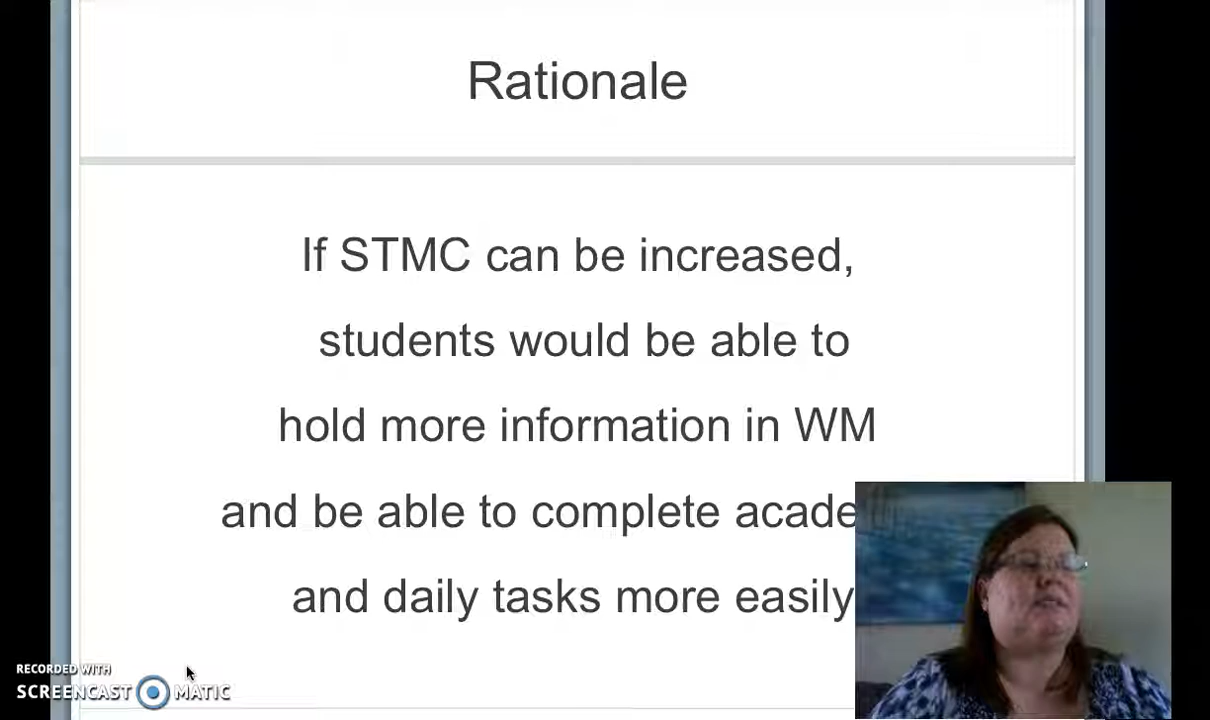 Rationale
If STMC can be increased,
students would be able to
hold more information in WM
and be able to complete acade
and daily tasks more easily
RECORDED WITH
SCREENCAST MATIC